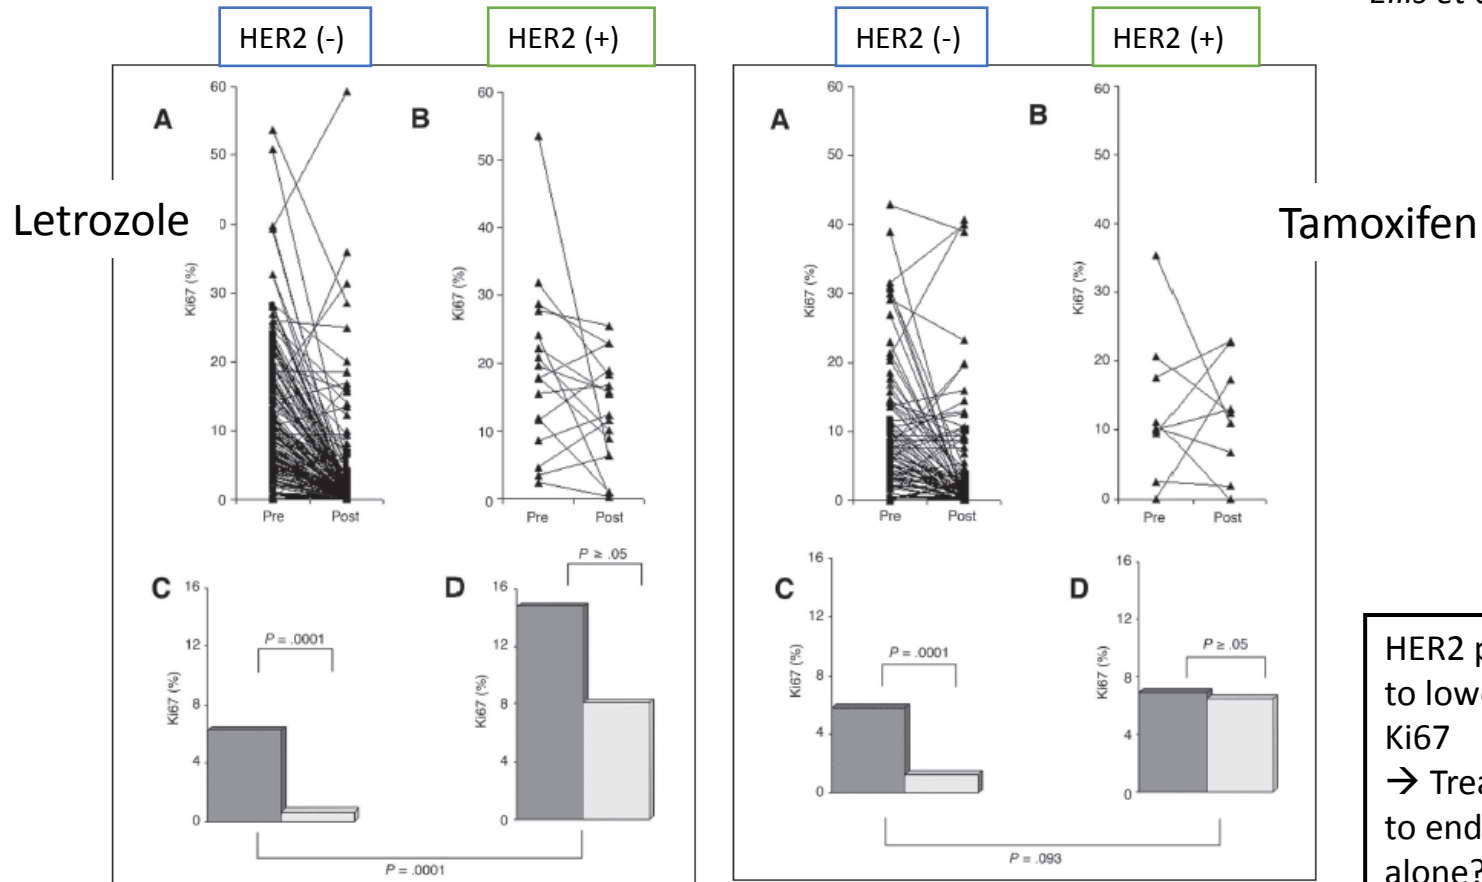 Ellis et
HER2 (-)
HER2 (+)
HER2 (-)
HER2 (+)
Letrozole
Tamoxifen
A
60
50
0
30
20
10
0
Ki67 (%)
Pre
Post
B
60
50
40
30
20
10
0
Ki67 (%)
Pre
Post
C
16
12
8
4
0
Ki67 (%)
P = .0001
D
16
12
8
4
0
Ki67 (%)
P ≥ .05
P = .0001
A
60
50
40
30
20
10
0
Ki67 (%)
Pre
Post
B
60
50
40
30
20
10
0
Ki67 (%)
Pre
Post
C
16
12
8
4
0
Ki67 (%)
P = .0001
D
16
12
8
4
0
Ki67 (%)
P ≥ .05
P = .093
HER2 p
to low
Ki67
→ Trea
to end
alone?